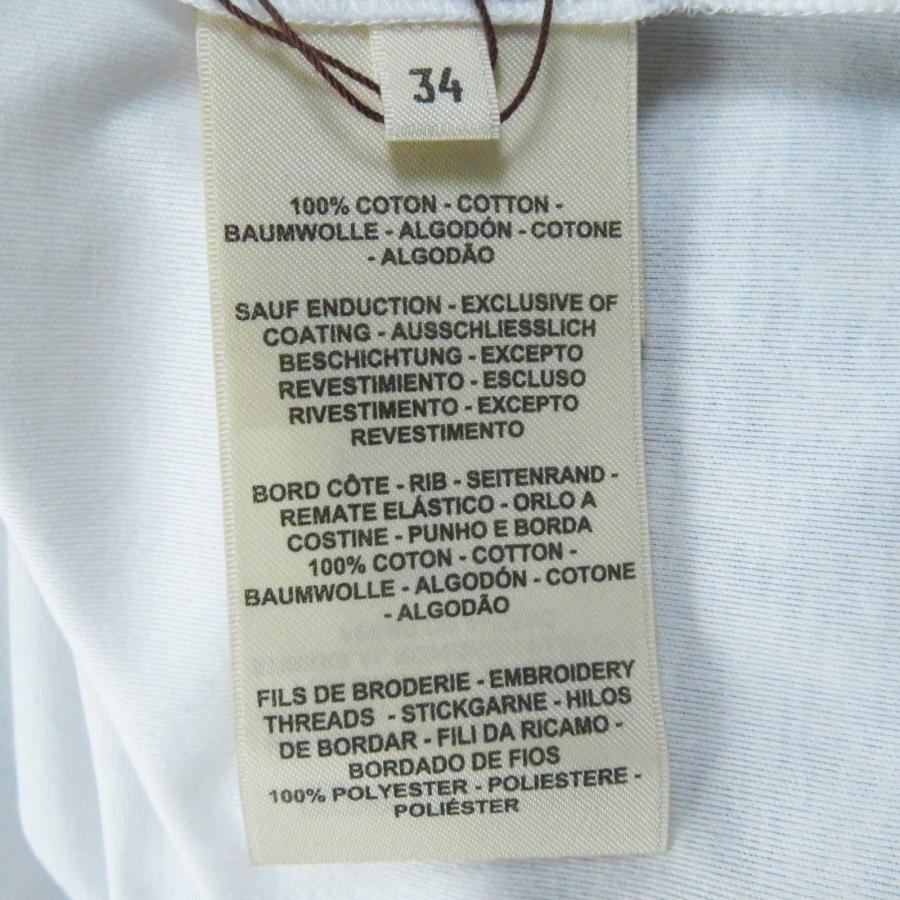 34
100% COTON - COTTON -
BAUMWOLLE - ALGODÓN - COTONE
- ALGODÃO
SAUF ENDUCTION - EXCLUSIVE OF
COATING - AUSSCHLIESSLICH
BESCHICHTUNG - EXCEPTO
REVESTIMIENTO - ESCLUSO
RIVESTIMENTO - EXCEPTO
REVESTIMENTO
BORD CÔTE - RIB - SEITENRAND -
REMATE ELÁSTICO - ORLO A
COSTINE - PUNHO E BORDA
100% COTON - COTTON -
BAUMWOLLE - ALGODÓN - COTONE
- ALGODÃO
FILS DE BRODERIE - EMBROIDERY
THREADS - STICKGARNE - HILOS
DE BORDAR - FILI DA RICAMO -
BORDADO DE FIOS
100% POLYESTER - POLIESTERE -
POLIÉSTER